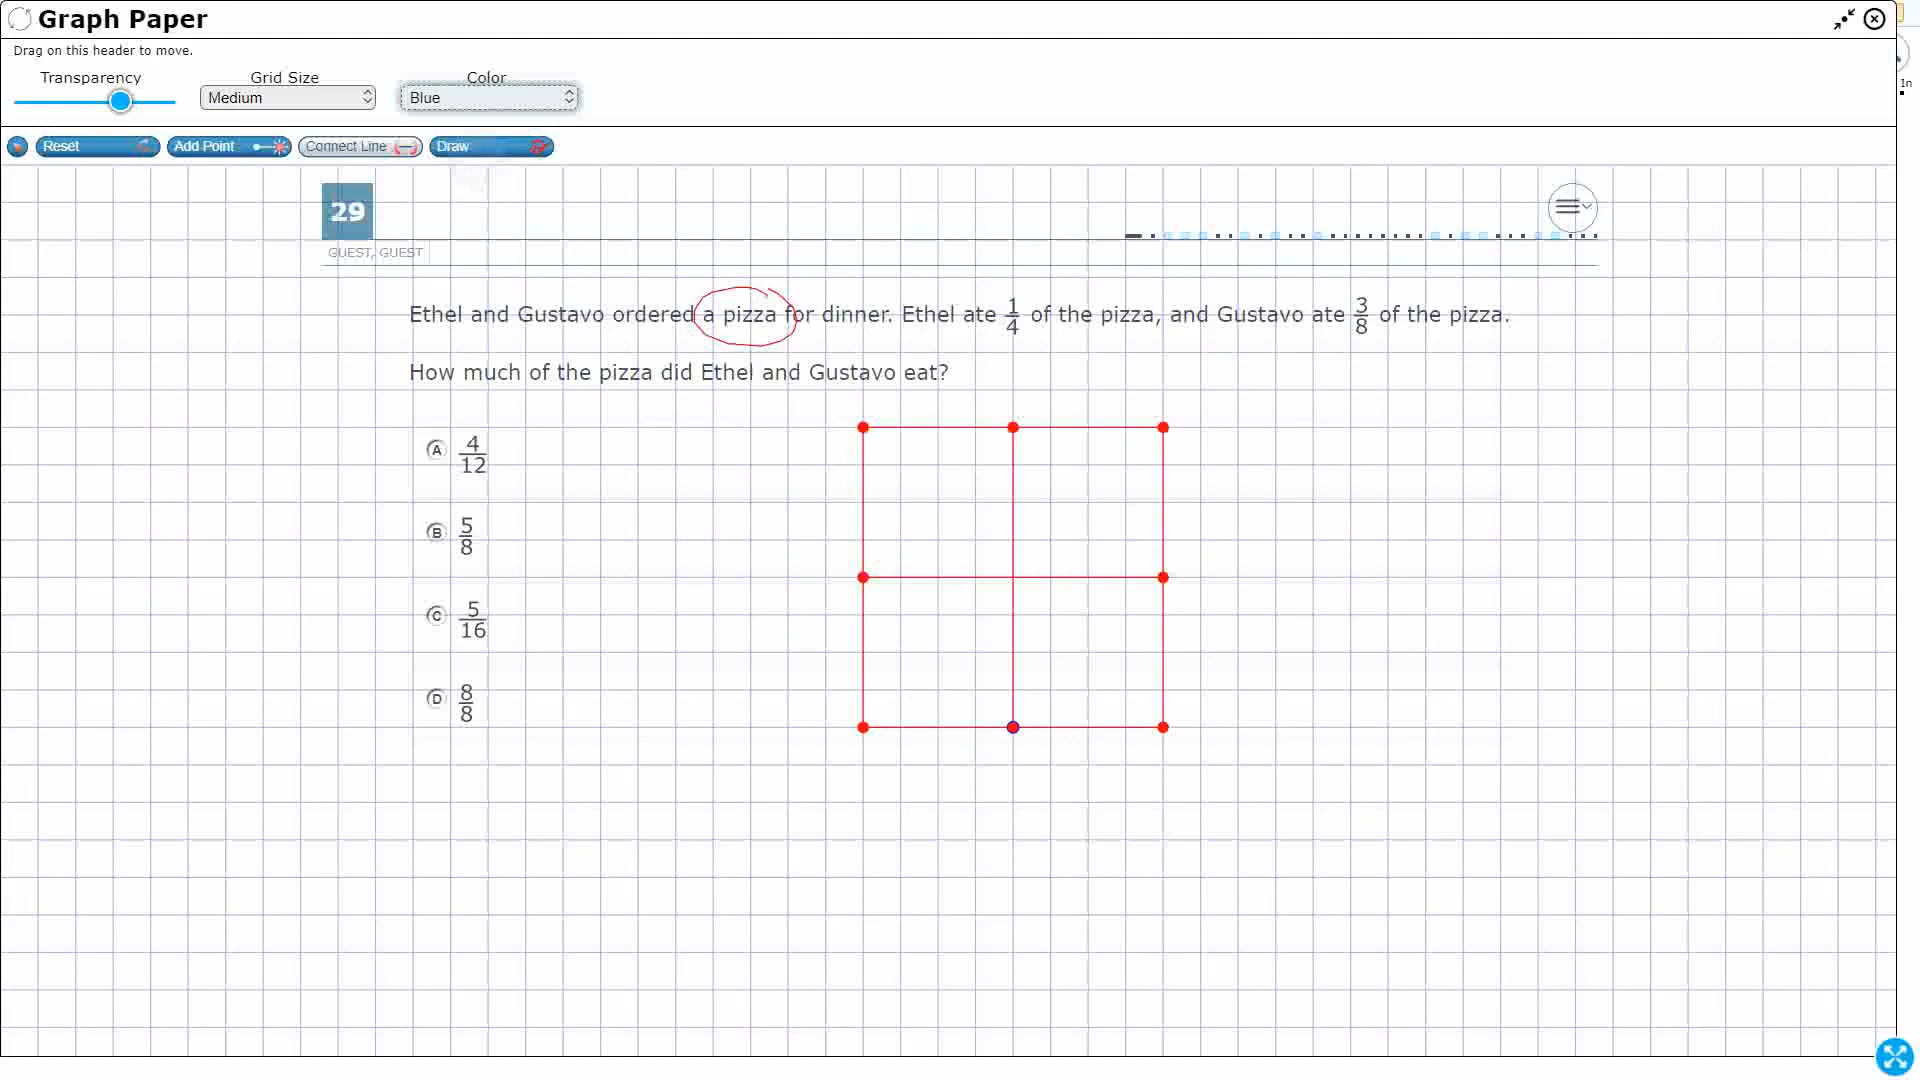 Graph Paper
Drag on this header to move.
Transparency Grid Size Color
Medium Blue
Reset Add Point Connect Line Draw
29
GUEST, GUEST
Ethel and Gustavo ordered a pizza for dinner. Ethel ate 1/4 of the pizza, and Gustavo ate 3/8 of the pizza.
How much of the pizza did Ethel and Gustavo eat?
A 4/12
B 5/8
C 5/16
D 8/8
In